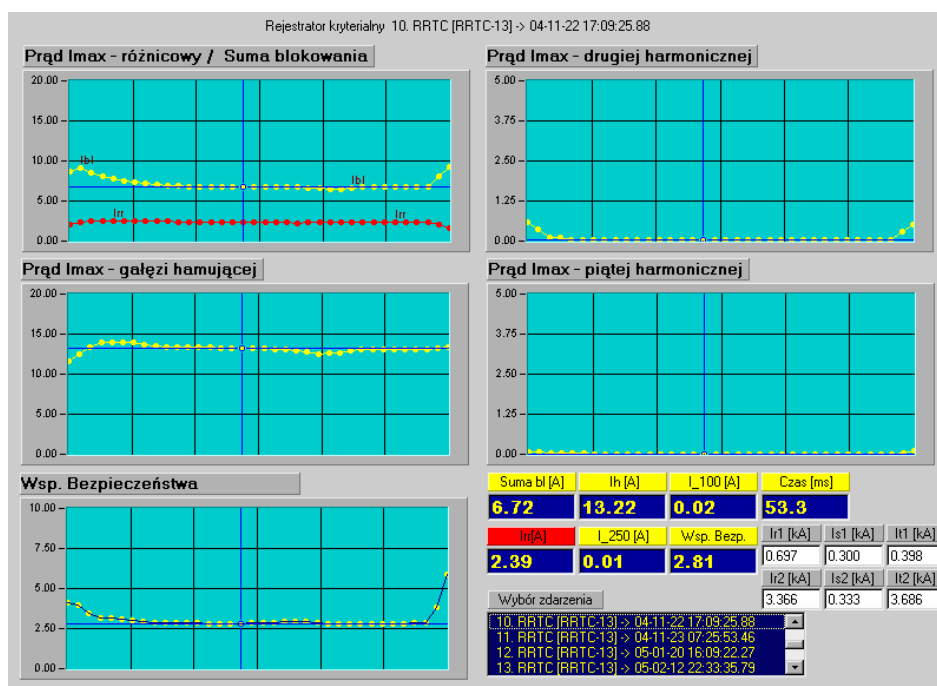 Rejestrator kryterialny 10. RRTC [RRTC-13] -> 04-11-22 17:09:25.88
Prąd Imax - różnicowy / Suma blokowania
20.00
15.00
10.00
5.00
0.00
Ibl
Ibl
Irr
Irr
Prąd Imax - drugiej harmonicznej
5.00
3.75
2.50
1.25
0.00
Prąd Imax - gałęzi hamującej
20.00
15.00
10.00
5.00
0.00
Prąd Imax - piątej harmonicznej
5.00
3.75
2.50
1.25
0.00
Wsp. Bezpieczeństwa
10.00
7.50
5.00
2.50
0.00
Suma bl [A] Ih [A] I_100 [A] Czas [ms]
6.72 13.22 0.02 53.3
Irr[A] I_250 [A] Wsp. Bezp.
2.39 0.01 2.81
Ir1 [kA] Is1 [kA] It1 [kA]
0.697 0.300 0.398
Ir2 [kA] Is2 [kA] It2 [kA]
3.366 0.333 3.686
Wybór zdarzenia
10. RRTC [RRTC-13] -> 04-11-22 17:09:25.88
11. RRTC [RRTC-13] -> 04-11-23 07:25:53.46
12. RRTC [RRTC-13] -> 05-01-20 16:09:22.27
13. RRTC [RRTC-13] -> 05-02-12 22:33:35.79